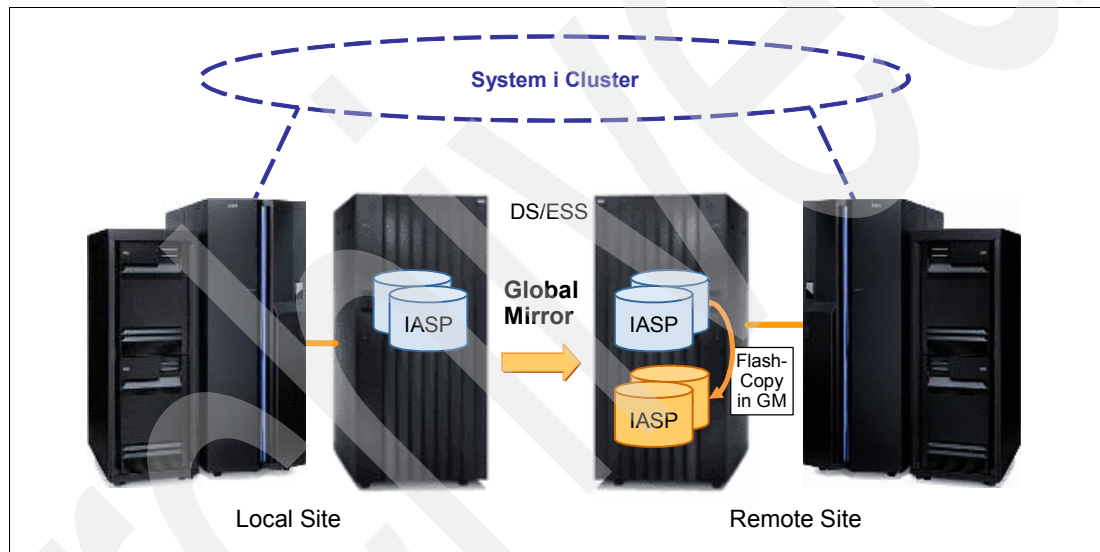 System i Cluster
DS/ESS
IASP
Global
Mirror
IASP
Flash-
Copy
in GM
IASP
Local Site
Remote Site